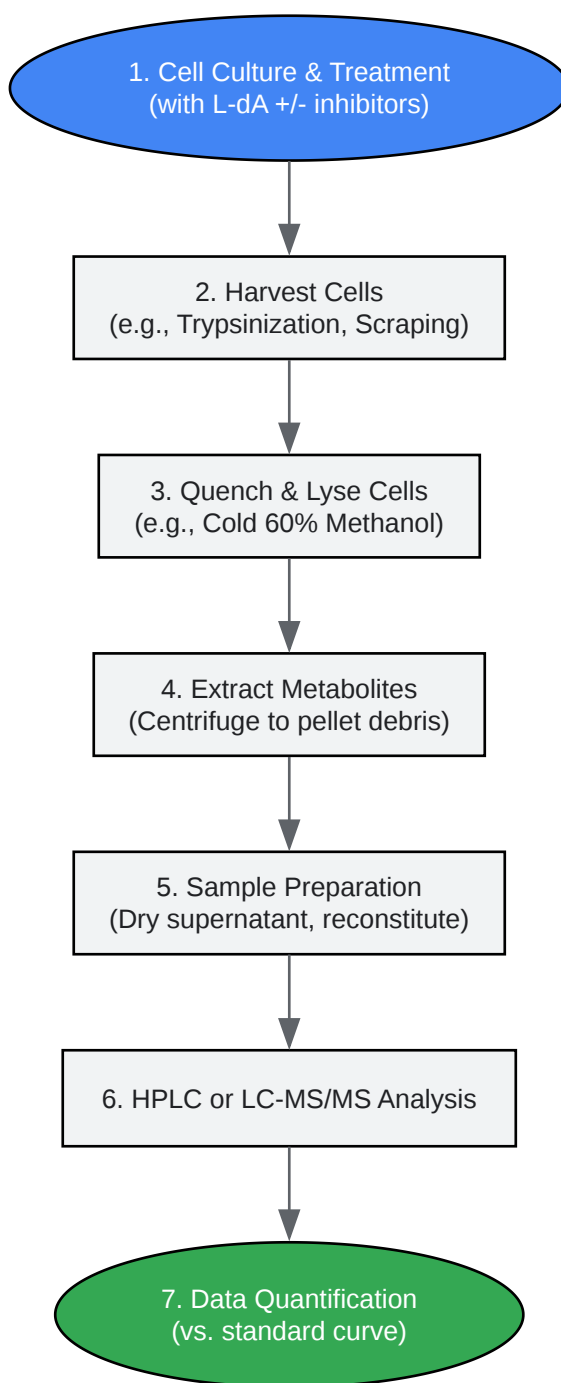 1. Cell Culture & Treatment
(with L-dA +/- inhibitors)
2. Harvest Cells
(e.g., Trypsinization, Scraping)
3. Quench & Lyse Cells
(e.g., Cold 60% Methanol)
4. Extract Metabolites
(Centrifuge to pellet debris)
5. Sample Preparation
(Dry supernatant, reconstitute)
6. HPLC or LC-MS/MS Analysis
7. Data Quantification
(vs. standard curve)